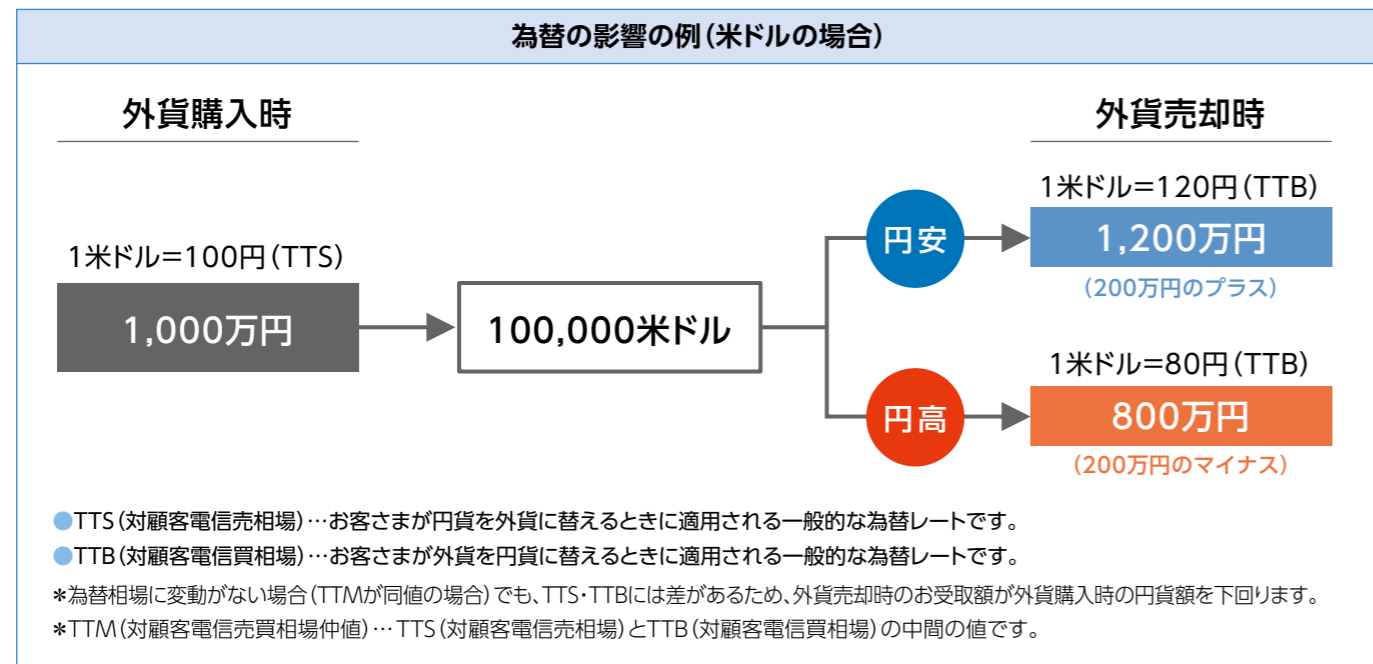 為替の影響の例(米ドルの場合)
外貨購入時
1米ドル=100円(TTS)
1,000万円
100,000米ドル
外貨売却時
円安
1米ドル=120円(TTB)
1,200万円
(200万円のプラス)
円高
1米ドル=80円(TTB)
800万円
(200万円のマイナス)
●TTS(対顧客電信売相場)…お客さまが円貨を外貨に替えるときに適用される一般的な為替レートです。
●TTB(対顧客電信買相場)…お客さまが外貨を円貨に替えるときに適用される一般的な為替レートです。
*為替相場に変動がない場合(TTMが同値の場合)でも、TTS・TTBには差があるため、外貨売却時のお受取額が外貨購入時の円貨額を下回ります。
*TTM(対顧客電信売買相場仲値)…TTS(対顧客電信売相場)とTTB(対顧客電信買相場)の中間の値です。